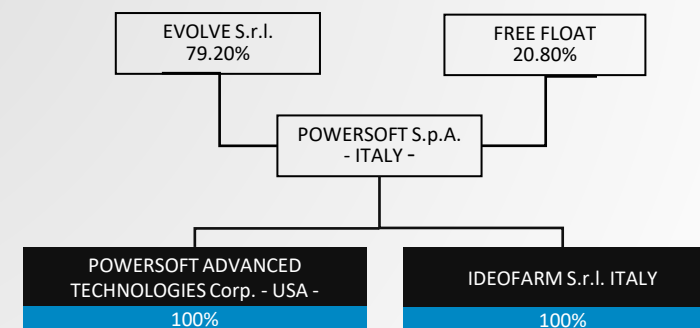 EVOLVE S.r.l.
79.20%
FREE FLOAT
20.80%
POWERSOFT S.p.A.
- ITALY -
POWERSOFT ADVANCED
TECHNOLOGIES Corp. - USA -
100%
IDEOFARM S.r.l. ITALY
100%